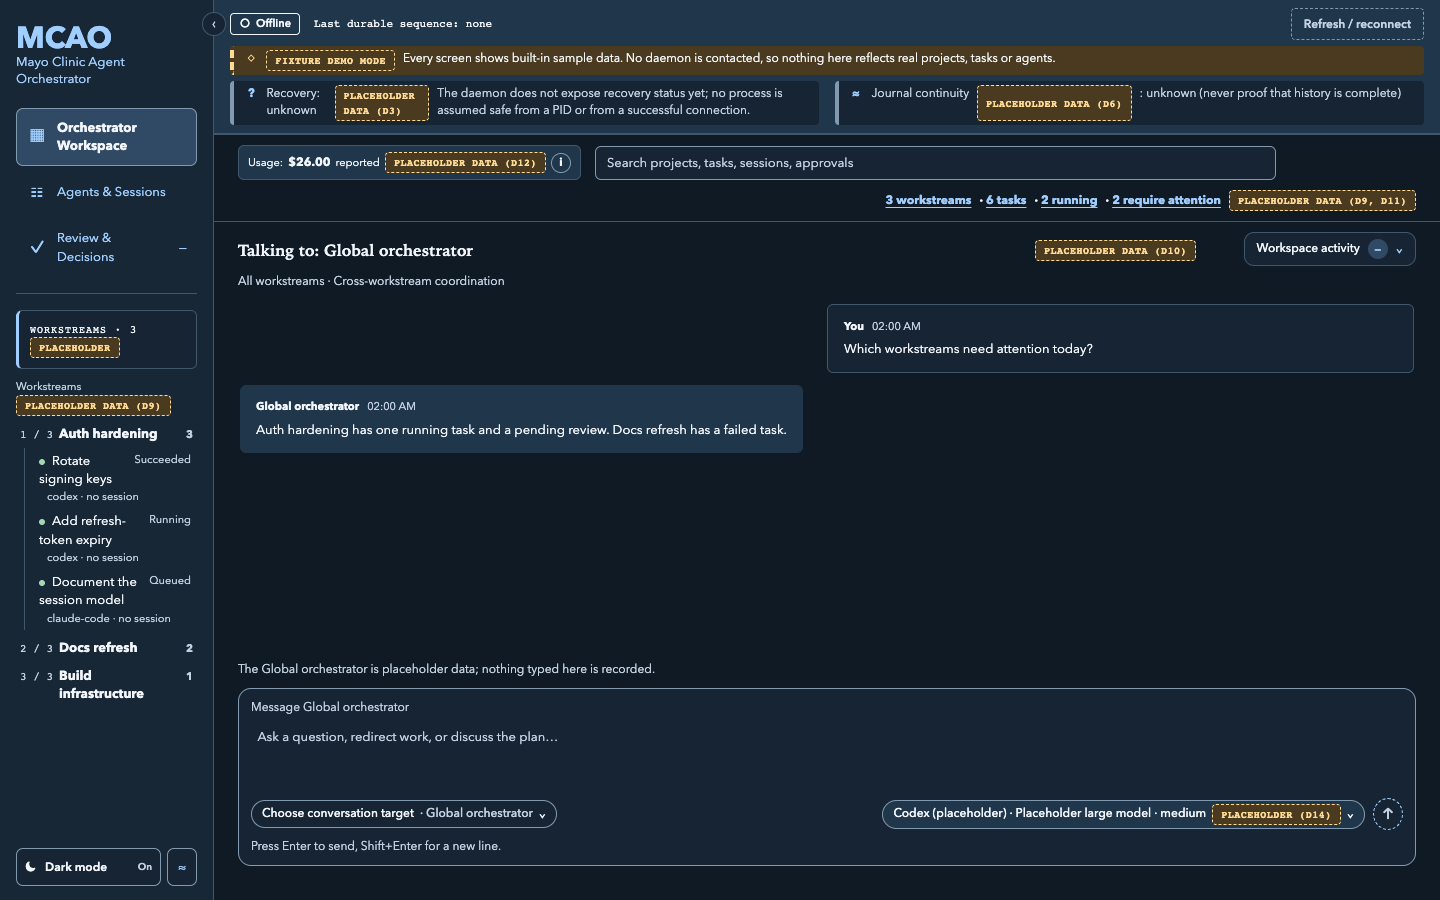 MCAO
Mayo Clinic Agent
Orchestrator
Orchestrator
Workspace
Agents & Sessions
Review &
Decisions
–
WORKSTREAMS · 3
PLACEHOLDER
Workstreams
PLACEHOLDER DATA (D9)
1 / 3 Auth hardening 3
Rotate signing keys Succeeded
codex · no session
Add refresh-token expiry Running
codex · no session
Document the session model Queued
claude-code · no session
2 / 3 Docs refresh 2
3 / 3 Build infrastructure 1
Dark mode On
≈
‹
Offline Last durable sequence: none Refresh / reconnect
◇ FIXTURE DEMO MODE Every screen shows built-in sample data. No daemon is contacted, so nothing here reflects real projects, tasks or agents.
? Recovery: unknown PLACEHOLDER DATA (D3) The daemon does not expose recovery status yet; no process is
assumed safe from a PID or from a successful connection.
≈ Journal continuity PLACEHOLDER DATA (D6) : unknown (never proof that history is complete)
Usage: $26.00 reported PLACEHOLDER DATA (D12) i
Search projects, tasks, sessions, approvals
3 workstreams · 6 tasks · 2 running · 2 require attention PLACEHOLDER DATA (D9, D11)
Talking to: Global orchestrator PLACEHOLDER DATA (D10) Workspace activity –
All workstreams · Cross-workstream coordination
You 02:00 AM
Which workstreams need attention today?
Global orchestrator 02:00 AM
Auth hardening has one running task and a pending review. Docs refresh has a failed task.
The Global orchestrator is placeholder data; nothing typed here is recorded.
Message Global orchestrator
Ask a question, redirect work, or discuss the plan…
Choose conversation target · Global orchestrator
Codex (placeholder) · Placeholder large model · medium PLACEHOLDER (D14)
Press Enter to send, Shift+Enter for a new line.